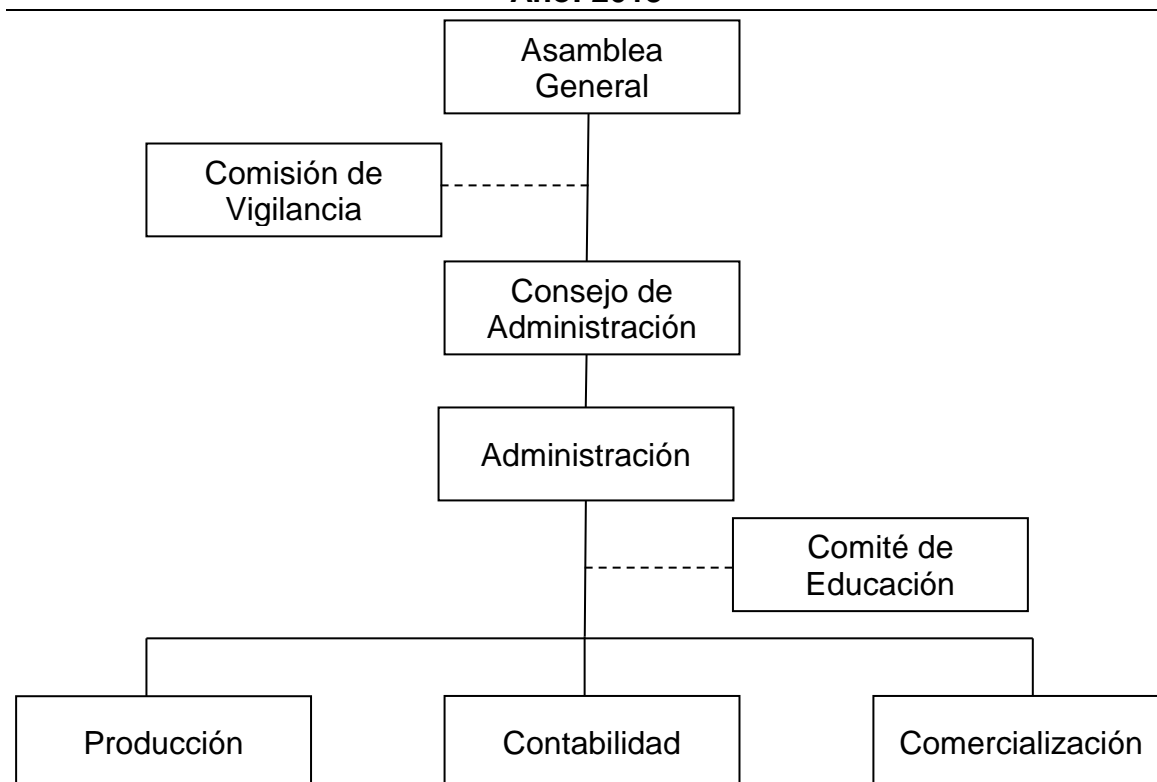 Asamblea
General
Comisión de
Vigilancia
Consejo de
Administración
Administración
Comité de
Educación
Producción
Contabilidad
Comercialización